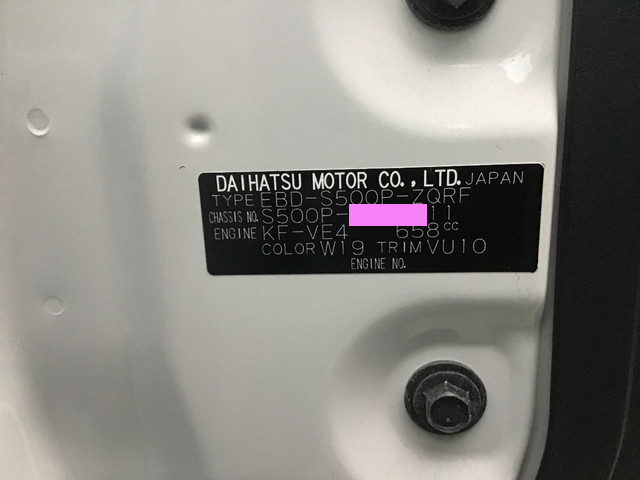 DAIHATSU MOTOR CO., LTD. JAPAN
TYPE EBD-S500P-ZQRF
CHASSIS NO. S500P- 11
ENGINE KF-VE4 658cc
COLOR W19 TRIM VU10
ENGINE NO.